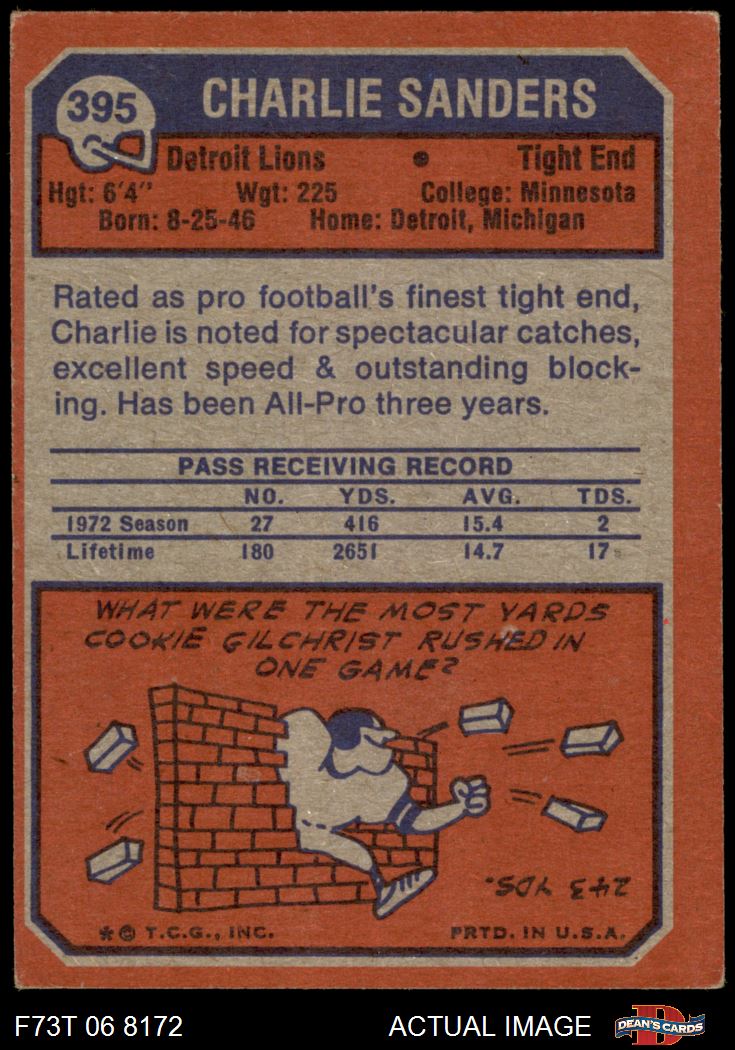 395
CHARLIE SANDERS
Detroit Lions • Tight End
Hgt: 6'4" Wgt: 225 College: Minnesota
Born: 8-25-46 Home: Detroit, Michigan
Rated as pro football's finest tight end,
Charlie is noted for spectacular catches,
excellent speed & outstanding block-
ing. Has been All-Pro three years.
PASS RECEIVING RECORD
NO. YDS. AVG. TDS.
1972 Season 27 416 15.4 2
Lifetime 180 2651 14.7 17
WHAT WERE THE MOST YARDS
COOKIE GILCHRIST RUSHED IN
ONE GAME?
243 YDS.
* © T.C.G., INC. PRTD. IN U.S.A.
F73T 06 8172 ACTUAL IMAGE D DEAN'S CARDS